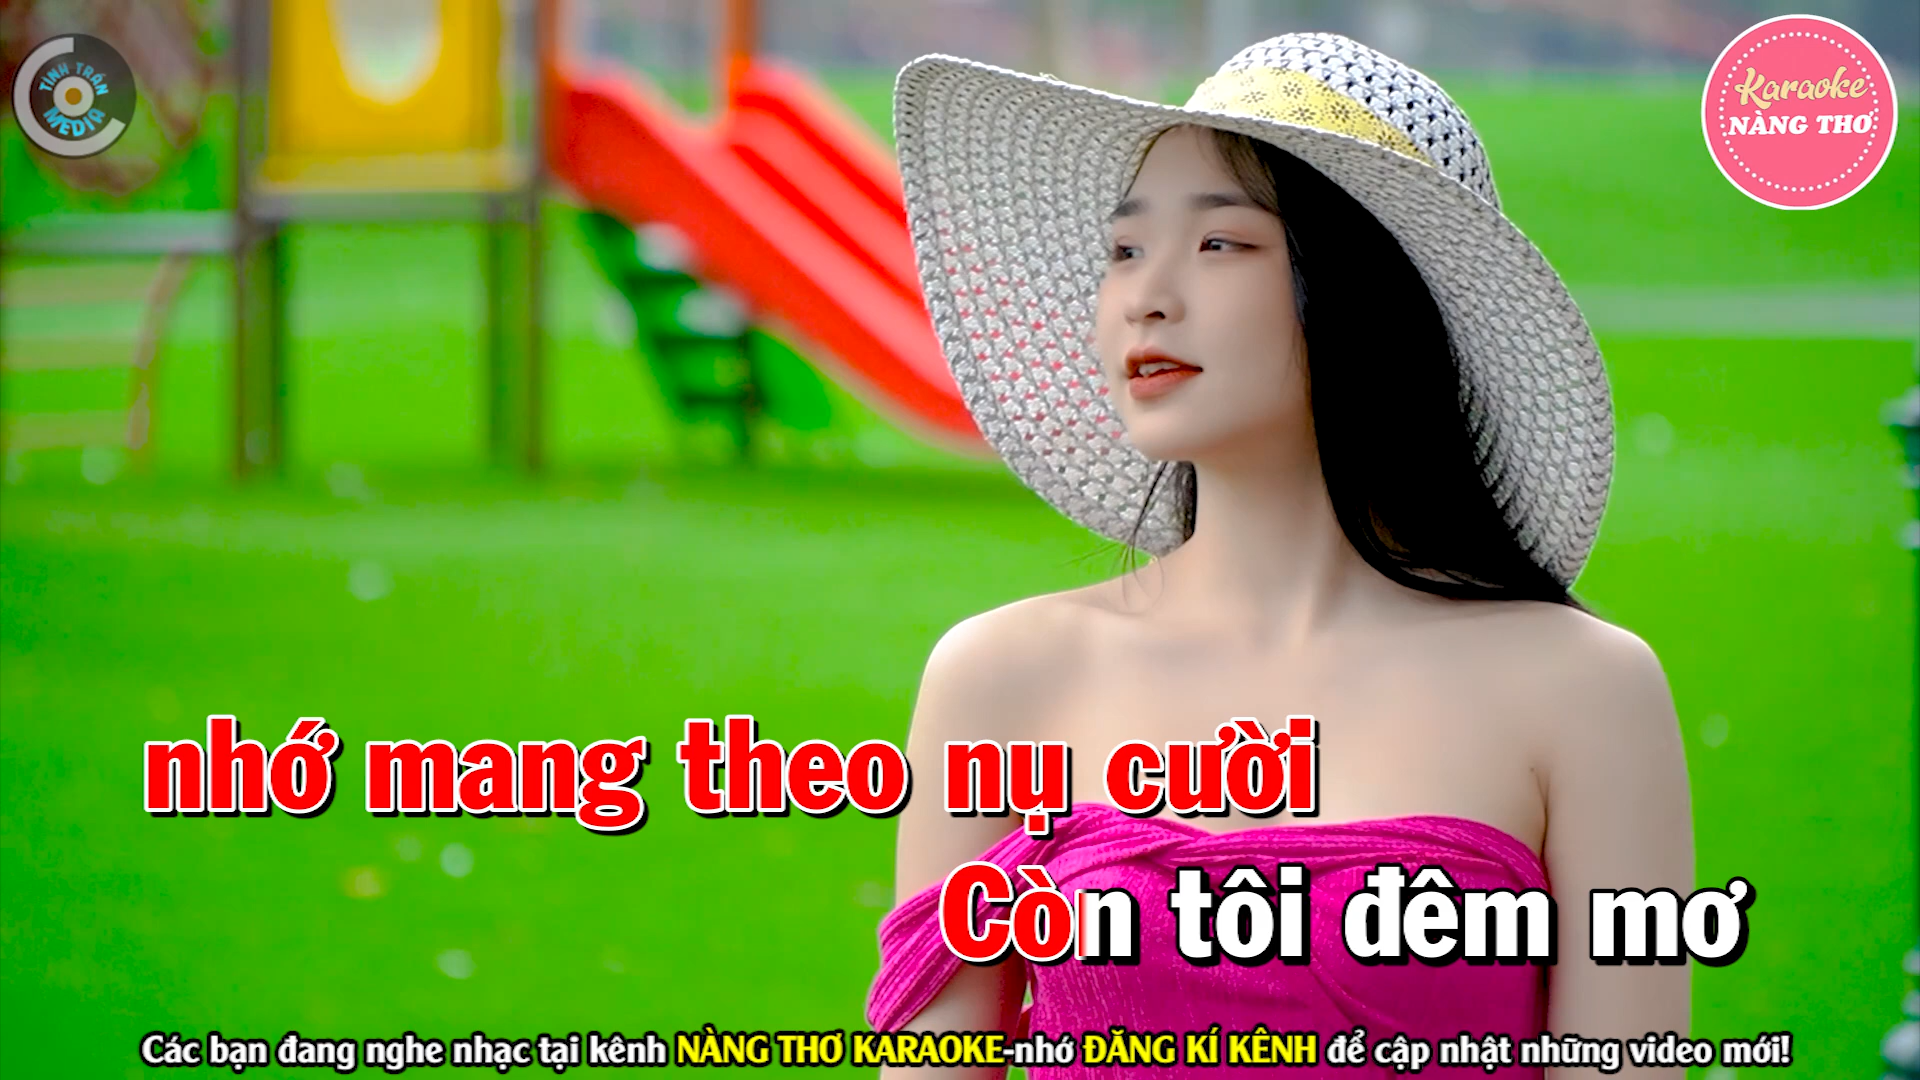 TÌNH TRẦN
MEDIA
Karaoke
NÀNG THƠ
nhớ mang theo nụ cười
Còn tôi đêm mơ
Các bạn đang nghe nhạc tại kênh NÀNG THƠ KARAOKE-nhớ ĐĂNG KÍ KÊNH để cập nhật những video mới!